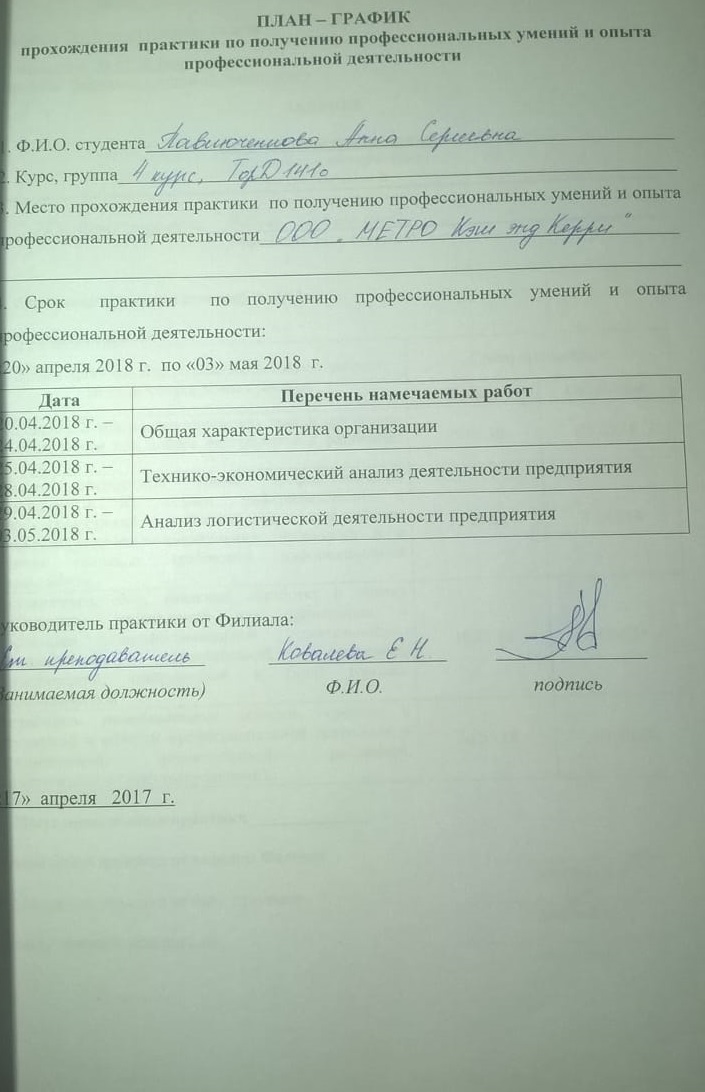 ПЛАН – ГРАФИК
прохождения практики по получению профессиональных умений и опыта
профессиональной деятельности
. Ф.И.О. студента Анна Сергеевна
. Курс, группа 4 курс, ТорD141о
. Место прохождения практики по получению профессиональных умений и опыта
рофессиональной деятельности ООО „МЕТРО Кэш энд Керри"
. Срок практики по получению профессиональных умений и опыта
рофессиональной деятельности:
20» апреля 2018 г. по «03» мая 2018 г.
Дата Перечень намечаемых работ
0.04.2018 г. –
4.04.2018 г.
Общая характеристика организации
5.04.2018 г. –
8.04.2018 г.
Технико-экономический анализ деятельности предприятия
9.04.2018 г. –
3.05.2018 г.
Анализ логистической деятельности предприятия
уководитель практики от Филиала:
Ст преподаватель Ковалева Е Н
занимаемая должность) Ф.И.О. подпись
17» апреля 2017 г.